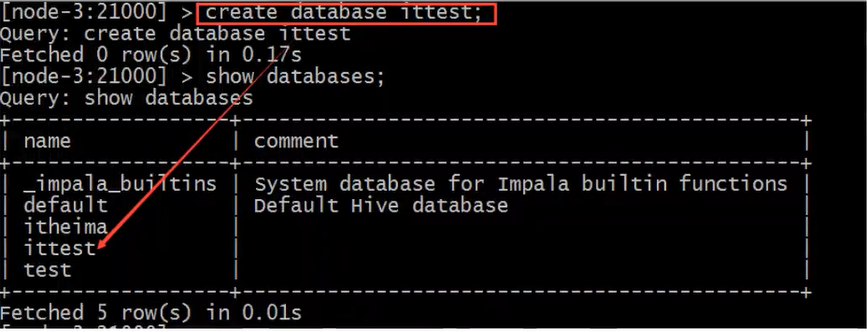 [node-3:21000] > create database ittest;
Query: create database ittest
Fetched 0 row(s) in 0.17s
[node-3:21000] > show databases;
Query: show databases
+------------------+----------------------------------------------+
| name             | comment                                      |
+------------------+----------------------------------------------+
| _impala_builtins | System database for Impala builtin functions |
| default          | Default Hive database                        |
| itheima          |                                              |
| ittest           |                                              |
| test             |                                              |
+------------------+----------------------------------------------+
Fetched 5 row(s) in 0.01s